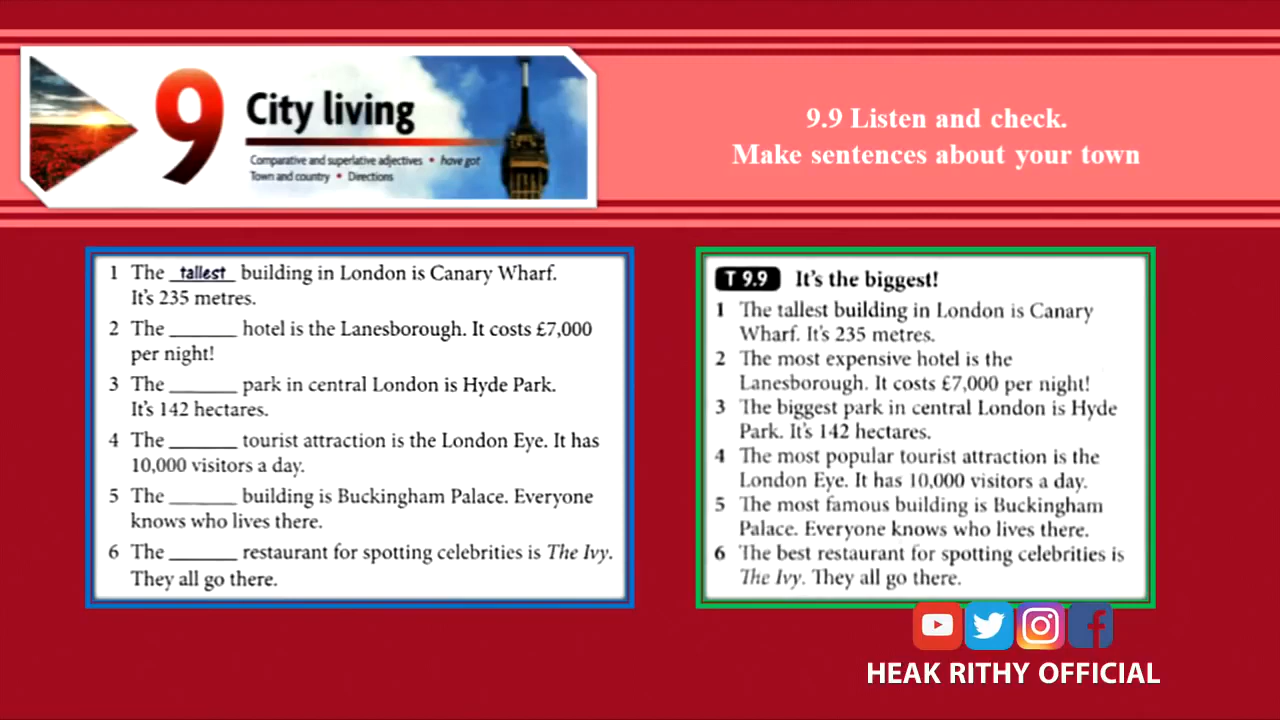 9
City living
Comparative and superlative adjectives • have got
Town and country • Directions
9.9 Listen and check.
Make sentences about your town
1 The tallest building in London is Canary Wharf.
It's 235 metres.
2 The _______ hotel is the Lanesborough. It costs £7,000
per night!
3 The _______ park in central London is Hyde Park.
It's 142 hectares.
4 The _______ tourist attraction is the London Eye. It has
10,000 visitors a day.
5 The _______ building is Buckingham Palace. Everyone
knows who lives there.
6 The _______ restaurant for spotting celebrities is The Ivy.
They all go there.
T 9.9 It's the biggest!
1 The tallest building in London is Canary
Wharf. It's 235 metres.
2 The most expensive hotel is the
Lanesborough. It costs £7,000 per night!
3 The biggest park in central London is Hyde
Park. It's 142 hectares.
4 The most popular tourist attraction is the
London Eye. It has 10,000 visitors a day.
5 The most famous building is Buckingham
Palace. Everyone knows who lives there.
6 The best restaurant for spotting celebrities is
The Ivy. They all go there.
HEAK RITHY OFFICIAL